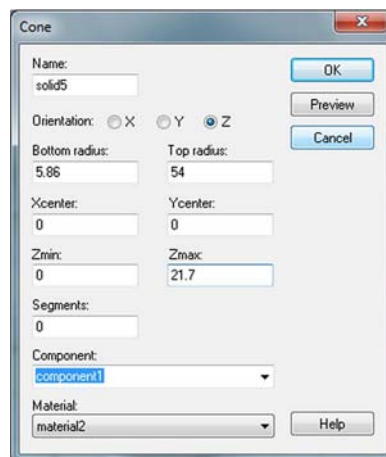 Cone
Name:
solid5
OK
Orientation: X Y Z
Preview
Bottom radius: Top radius:
Cancel
5.86 54
Xcenter: Ycenter:
0 0
Zmin: Zmax:
0 21.7
Segments:
0
Component:
component1
Material:
material2
Help